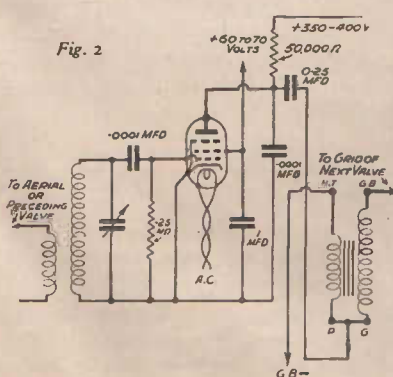 Fig. 2
+60 TO 70
VOLTS
+350-400V
50,000Ω
0·25
MFD
·0001 MFD
·0001
MFD
TO AERIAL
OR
PRECEDING
VALVE
·25
MΩ
1
MFD
A.C.
TO GRID OF
NEXT VALVE
H.T
G.B
P
G
G.B-